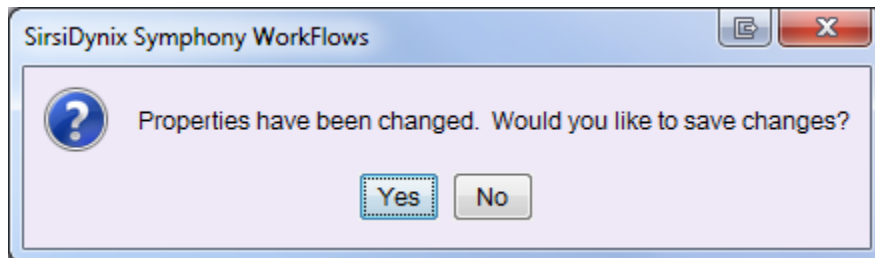 SirsiDynix Symphony WorkFlows
Properties have been changed.  Would you like to save changes?
Yes
No